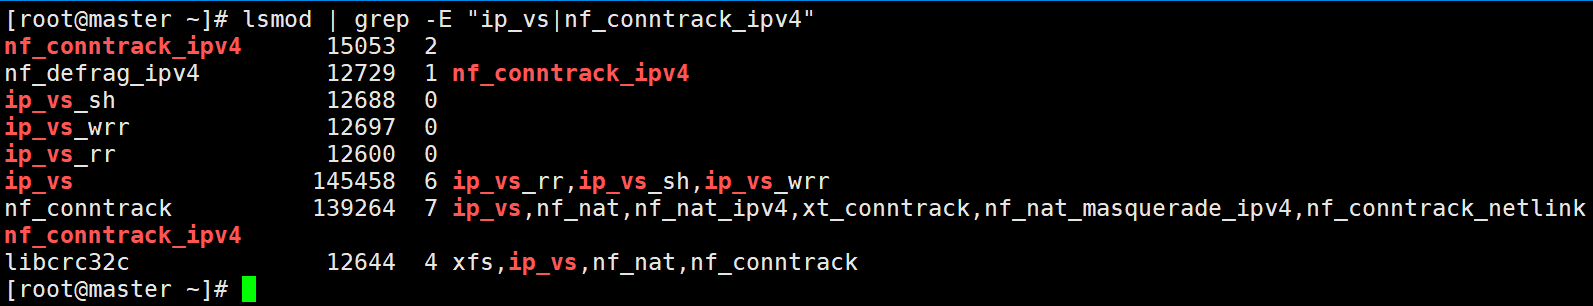 [root@master ~]# lsmod | grep -E "ip_vs|nf_conntrack_ipv4"
nf_conntrack_ipv4      15053  2
nf_defrag_ipv4         12729  1 nf_conntrack_ipv4
ip_vs_sh               12688  0
ip_vs_wrr              12697  0
ip_vs_rr               12600  0
ip_vs                 145458  6 ip_vs_rr,ip_vs_sh,ip_vs_wrr
nf_conntrack          139264  7 ip_vs,nf_nat,nf_nat_ipv4,xt_conntrack,nf_nat_masquerade_ipv4,nf_conntrack_netlink
nf_conntrack_ipv4
libcrc32c              12644  4 xfs,ip_vs,nf_nat,nf_conntrack
[root@master ~]#